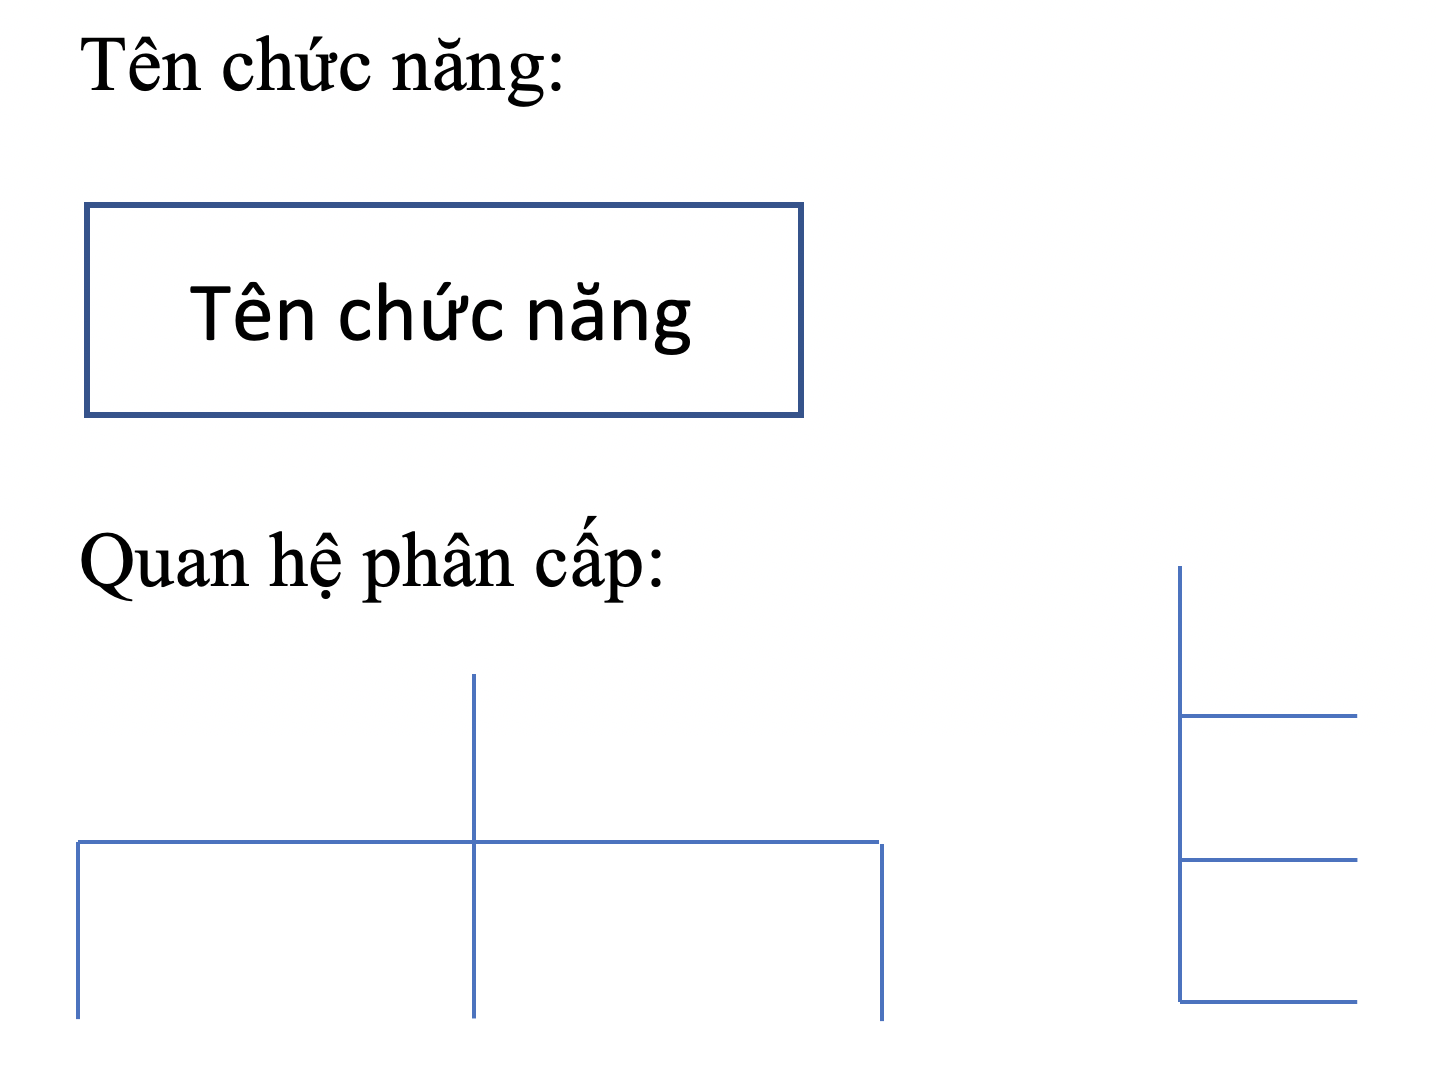 Tên chức năng:
Tên chức năng
Quan hệ phân cấp: